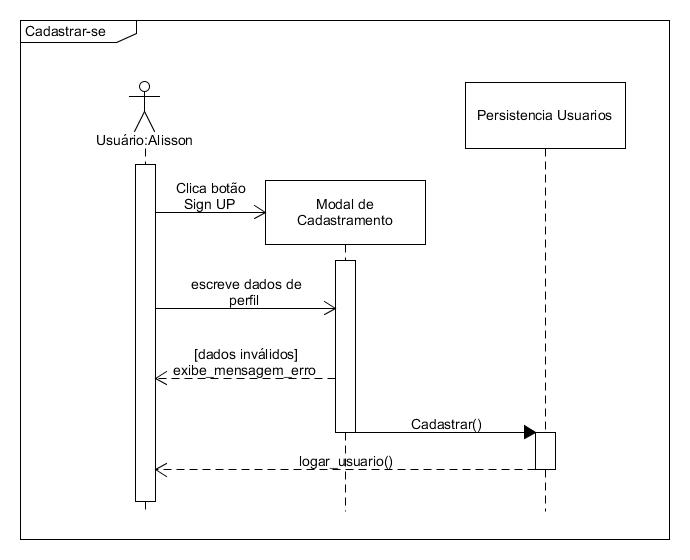 Cadastrar-se
Usuário:Alisson
Persistencia Usuarios
Clica botão
Sign UP
Modal de
Cadastramento
escreve dados de
perfil
[dados inválidos]
exibe_mensagem_erro
Cadastrar()
logar_usuario()